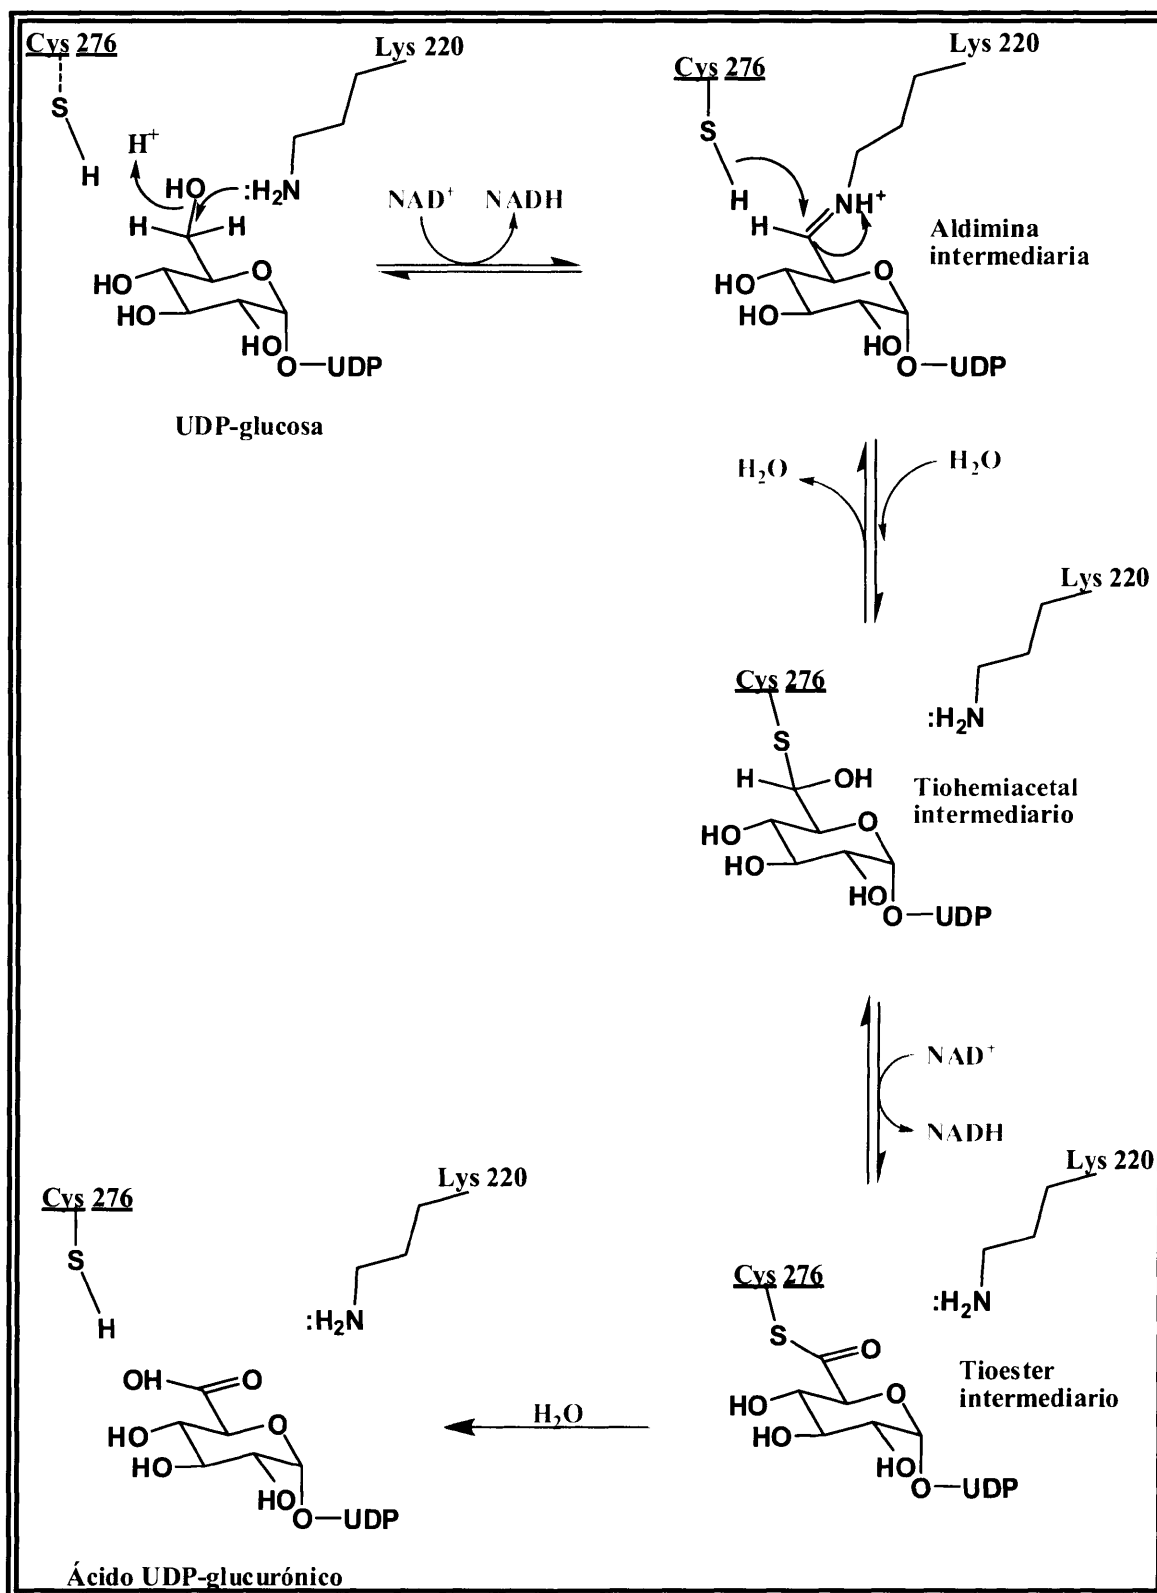 Cys 276
Lys 220
S
H
H⁺
HO
:H₂N
H
H
O
HO
HO
HO
O—UDP
UDP-glucosa
NAD⁺
NADH
Cys 276
Lys 220
S
H
NH⁺
H
O
HO
HO
HO
O—UDP
Aldimina
intermediaria
H₂O
H₂O
Lys 220
Cys 276
:H₂N
S
H
OH
O
HO
HO
HO
O—UDP
Tiohemiacetal
intermediario
NAD⁺
NADH
Lys 220
Cys 276
:H₂N
S
O
O
HO
HO
HO
O—UDP
Tioester
intermediario
H₂O
Cys 276
Lys 220
S
H
:H₂N
OH
O
O
HO
HO
HO
O—UDP
Ácido UDP-glucurónico